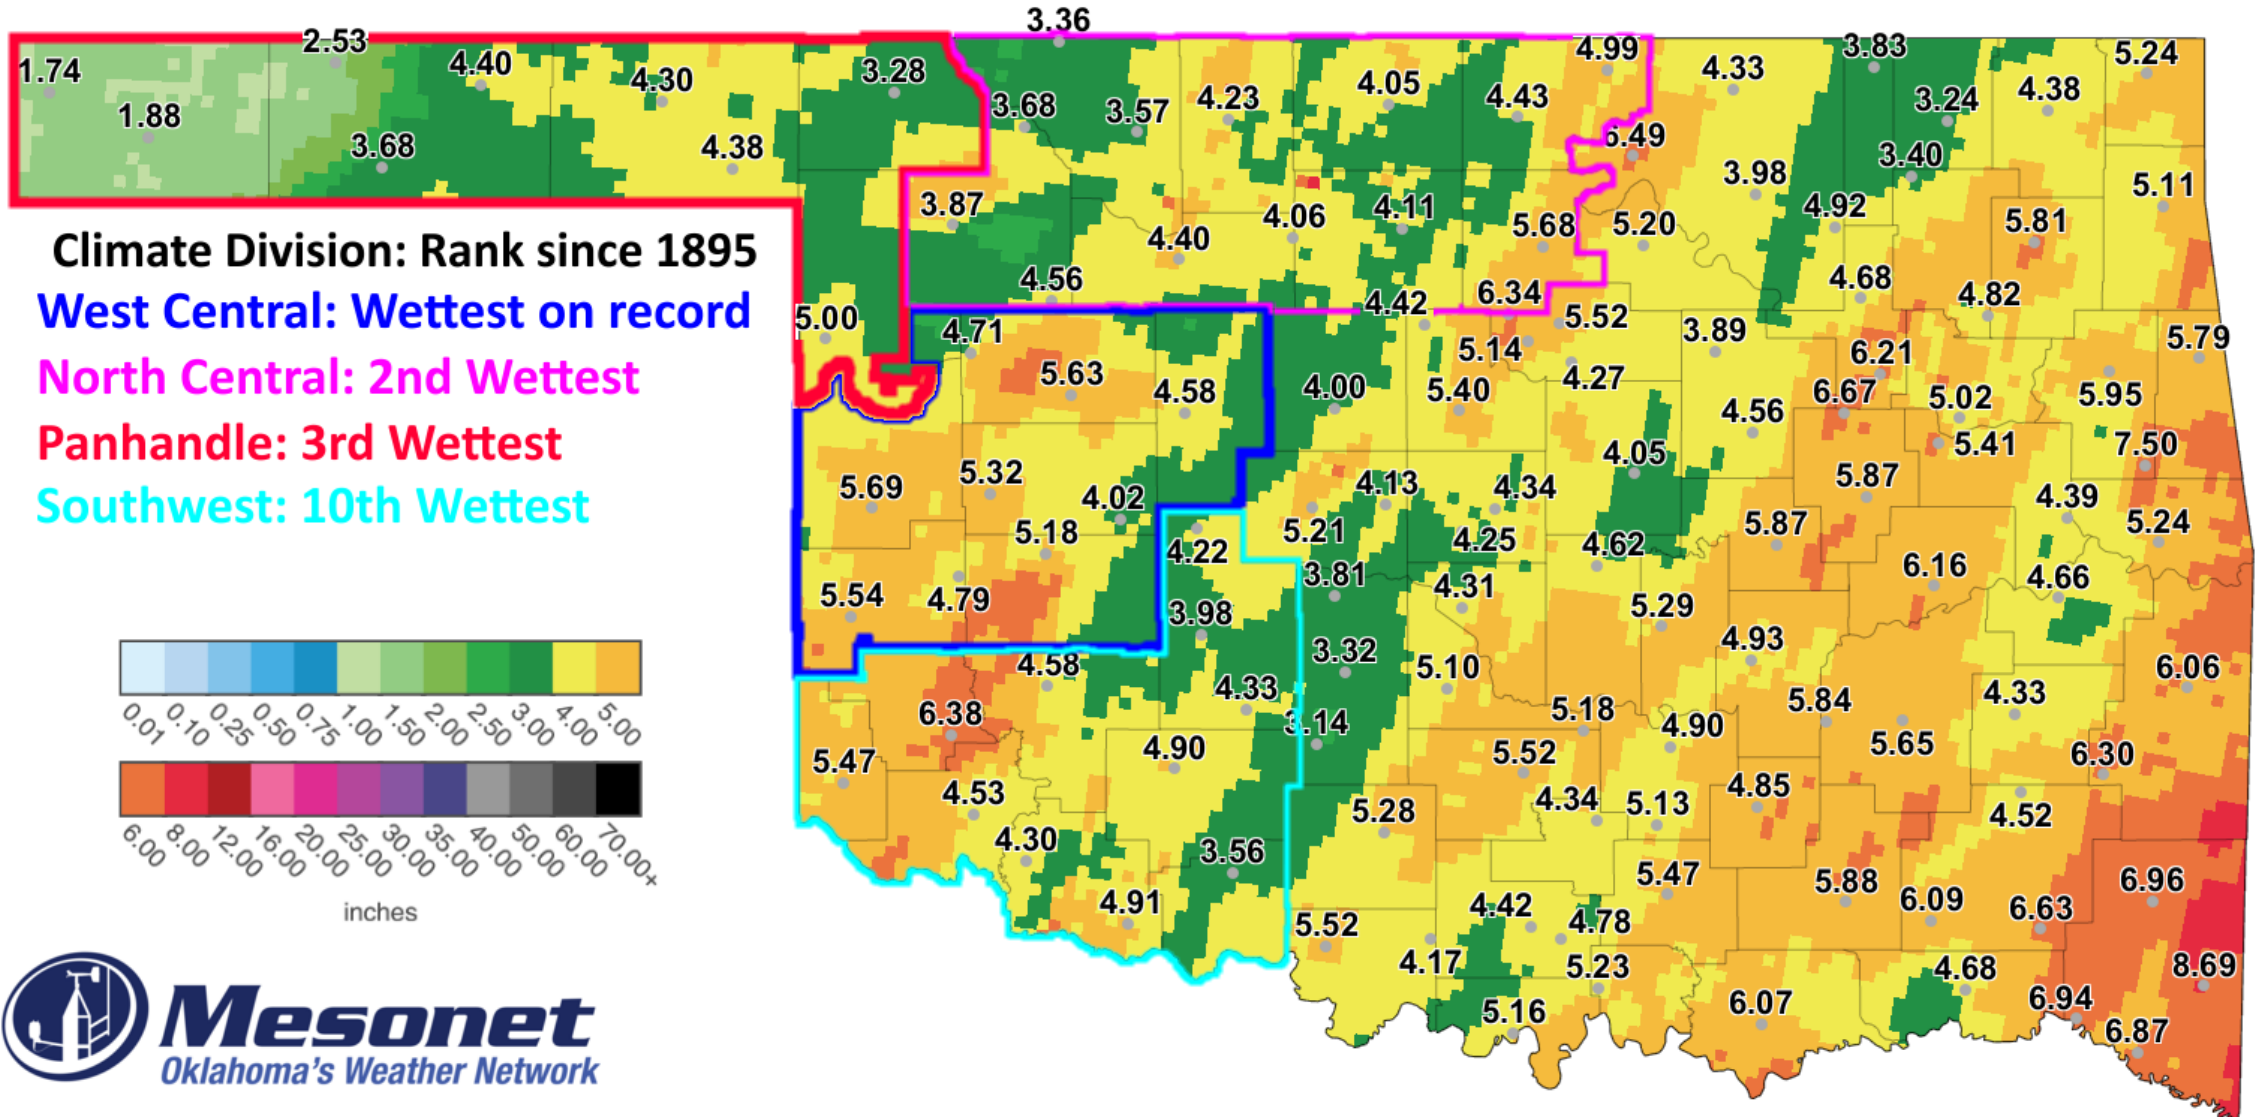 3.36
2.53 4.99 3.83 5.24
1.74 4.40 4.30 3.28 4.05 4.33
1.88 3.68 3.57 4.23 4.43 3.24 4.38
3.68 4.38 6.49 3.40
3.87 4.06 4.11 3.98 4.92 5.11
4.40 5.68 5.20 5.81
Climate Division: Rank since 1895
4.56 6.34 4.68 4.82
West Central: Wettest on record
5.00 4.71 4.42 5.52 3.89 5.79
5.14 6.21
North Central: 2nd Wettest
5.63 4.58 4.00 5.40 4.27 6.67 5.02 5.95
4.56
Panhandle: 3rd Wettest
4.05 5.41 7.50
5.69 5.32 4.13 4.34 5.87
Southwest: 10th Wettest
4.02 4.39
5.18 4.22 5.21 4.25 4.62 5.87 5.24
3.81 4.31 6.16 4.66
5.54 4.79 3.98 5.29
4.58 3.32 5.10 4.93 6.06
4.33 5.84 4.33
6.38 3.14 5.18 4.90
5.47 4.90 5.52 5.65 6.30
4.53 5.28 4.34 5.13 4.85 4.52
4.30 3.56
5.47 5.88 6.96
4.91 5.52 4.42 4.78 6.09 6.63
4.17 5.23 4.68 8.69
5.16 6.07 6.94
6.87
0.01 0.10 0.25 0.50 0.75 1.00 1.50 2.00 2.50 3.00 4.00 5.00
6.00 8.00 12.00 16.00 20.00 25.00 30.00 35.00 40.00 50.00 60.00 70.00+
inches
Mesonet
Oklahoma's Weather Network